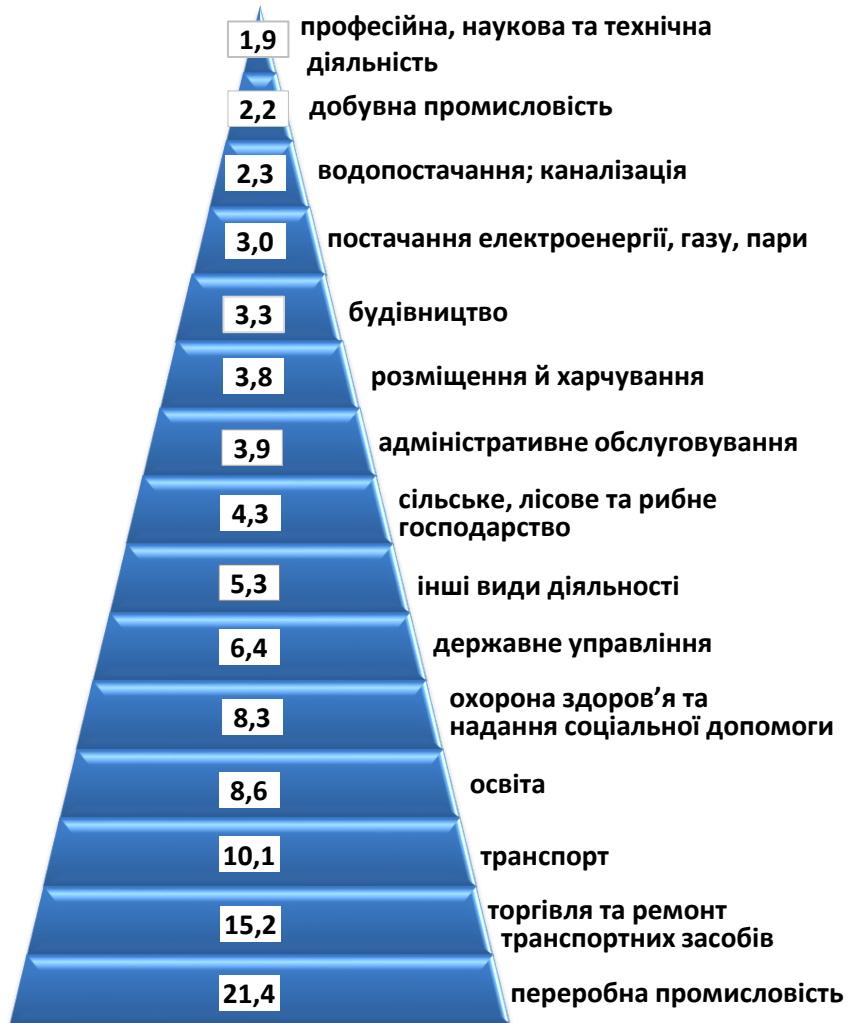 1,9 професійна, наукова та технічна
діяльність
2,2 добувна промисловість
2,3 водопостачання; каналізація
3,0 постачання електроенергії, газу, пари
3,3 будівництво
3,8 розміщення й харчування
3,9 адміністративне обслуговування
4,3 сільське, лісове та рибне
господарство
5,3 інші види діяльності
6,4 державне управління
8,3 охорона здоров’я та
надання соціальної допомоги
8,6 освіта
10,1 транспорт
15,2 торгівля та ремонт
транспортних засобів
21,4 переробна промисловість